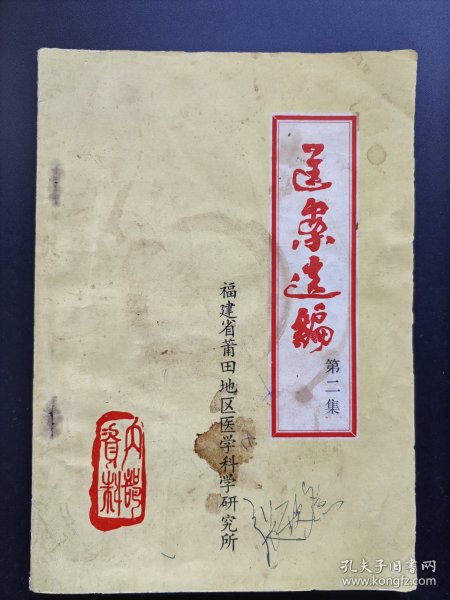 医案选编
第二集
福建省莆田地区医学科学研究所
内部
资料
孔夫子旧书网
www.kongfz.com